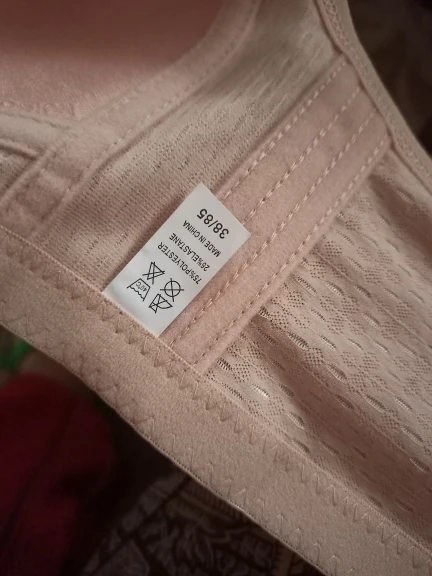 38/85
MADE IN CHINA
25%ELASTANE
75%POLYESTER